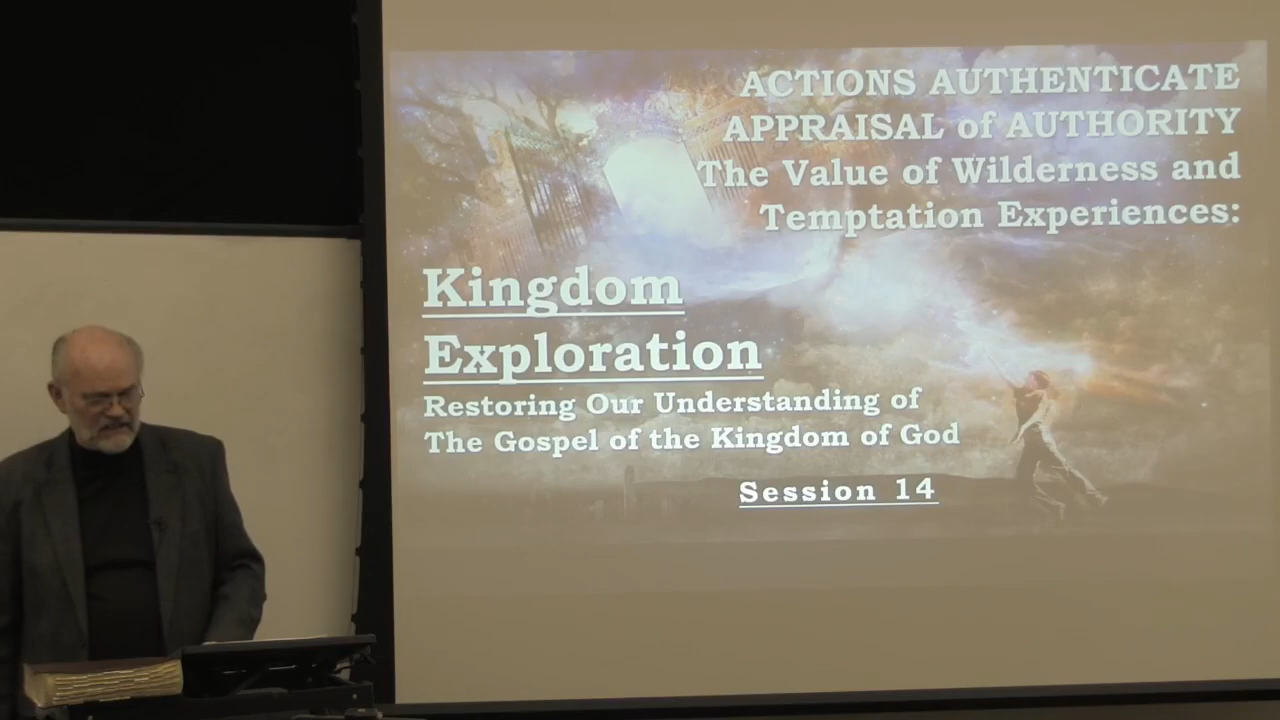 ACTIONS AUTHENTICATE
APPRAISAL of AUTHORITY
The Value of Wilderness and
Temptation Experiences:
Kingdom
Exploration
Restoring Our Understanding of
The Gospel of the Kingdom of God
Session 14